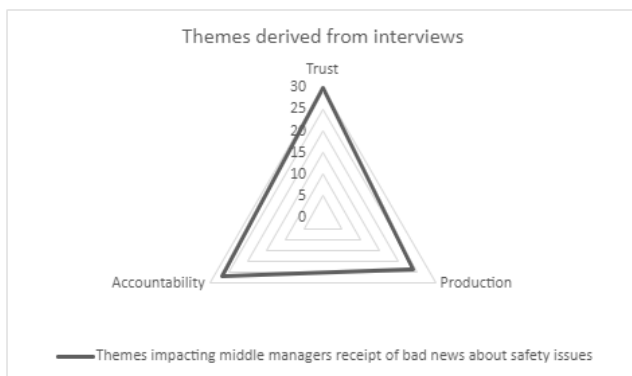 Themes derived from interviews
Trust
30
25
20
15
10
5
0
Accountability
Production
Themes impacting middle managers receipt of bad news about safety issues